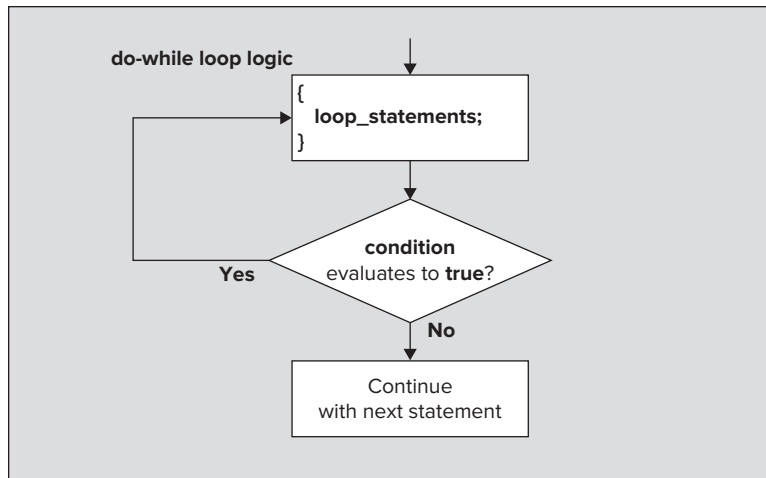 do-while loop logic
{
loop_statements;
}
condition
evaluates to true?
Yes
No
Continue
with next statement